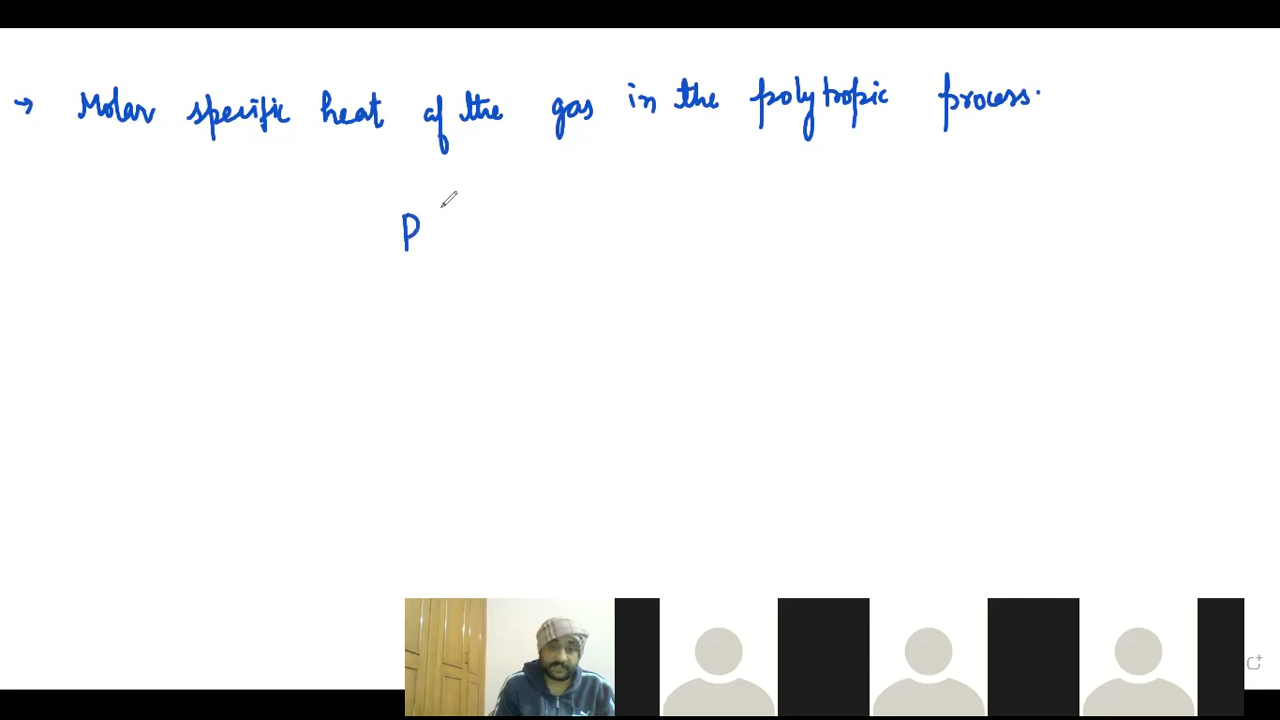 → Molar specific heat of the gas in the polytropic process.
P